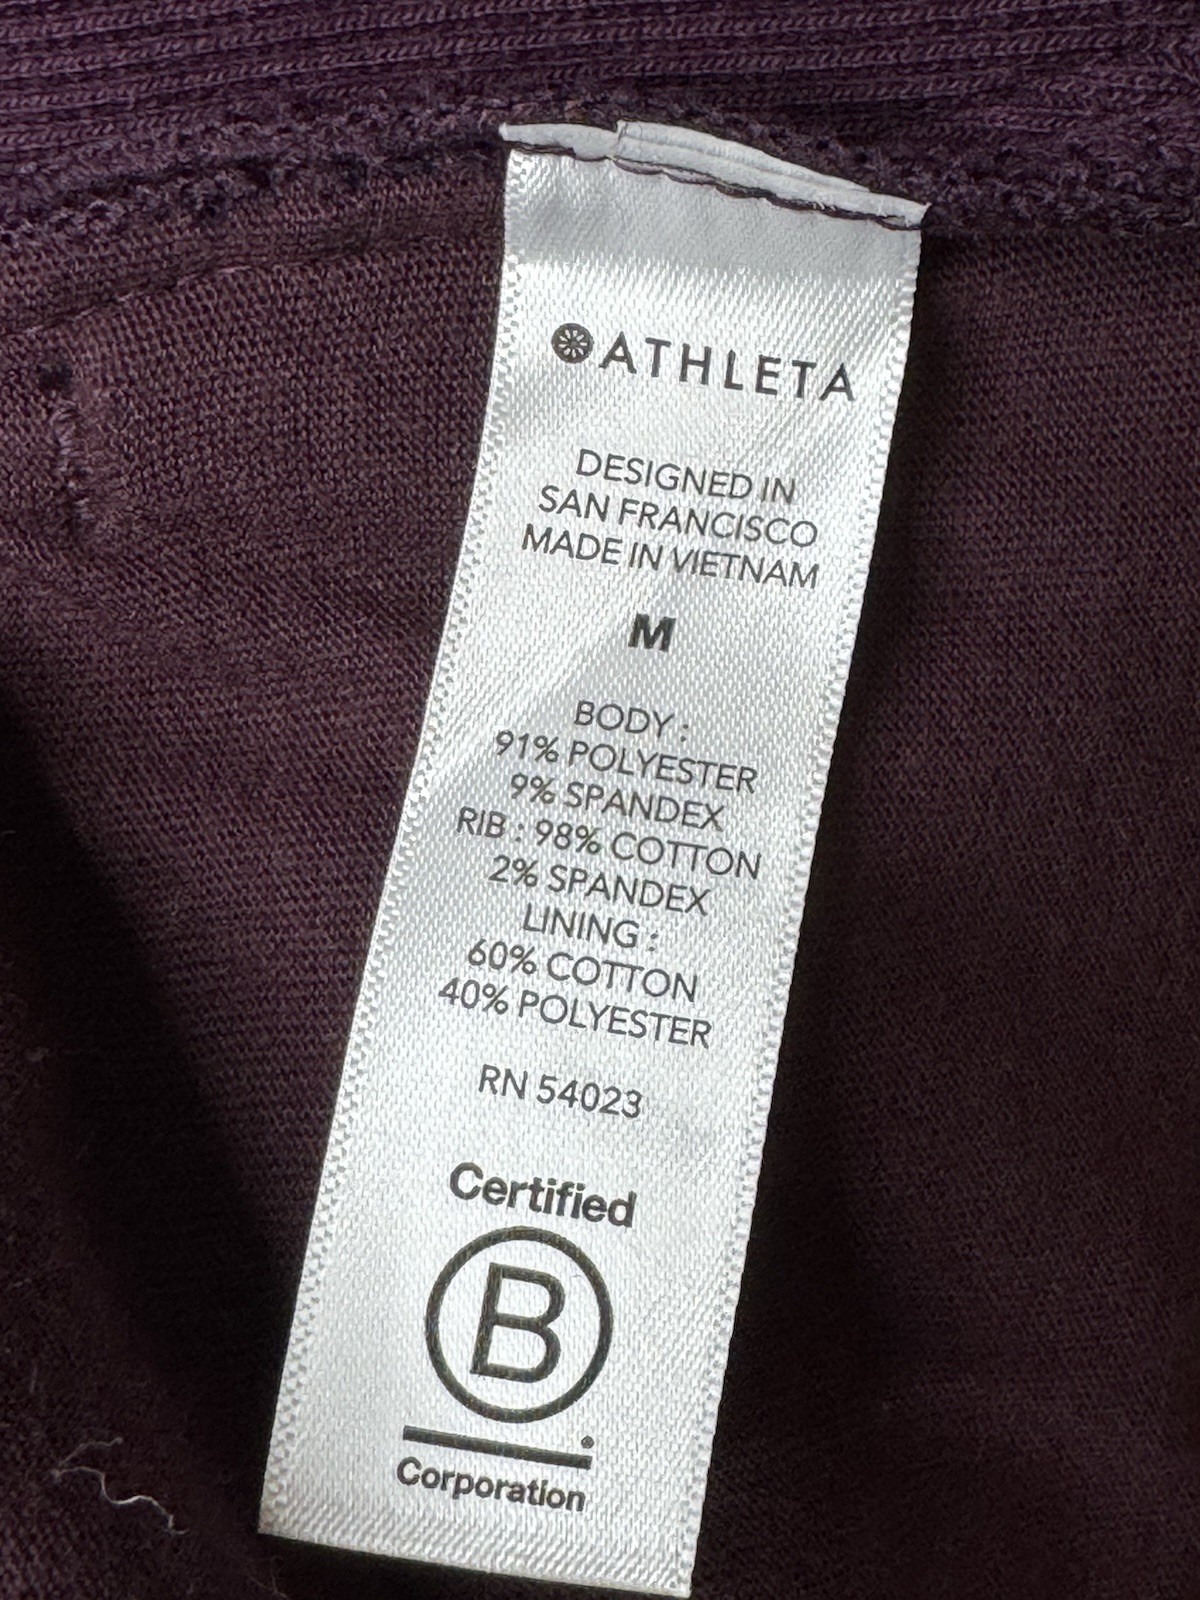 ATHLETA
DESIGNED IN
SAN FRANCISCO
MADE IN VIETNAM
M
BODY :
91% POLYESTER
9% SPANDEX
RIB : 98% COTTON
2% SPANDEX
LINING :
60% COTTON
40% POLYESTER
RN 54023
Certified
B
Corporation